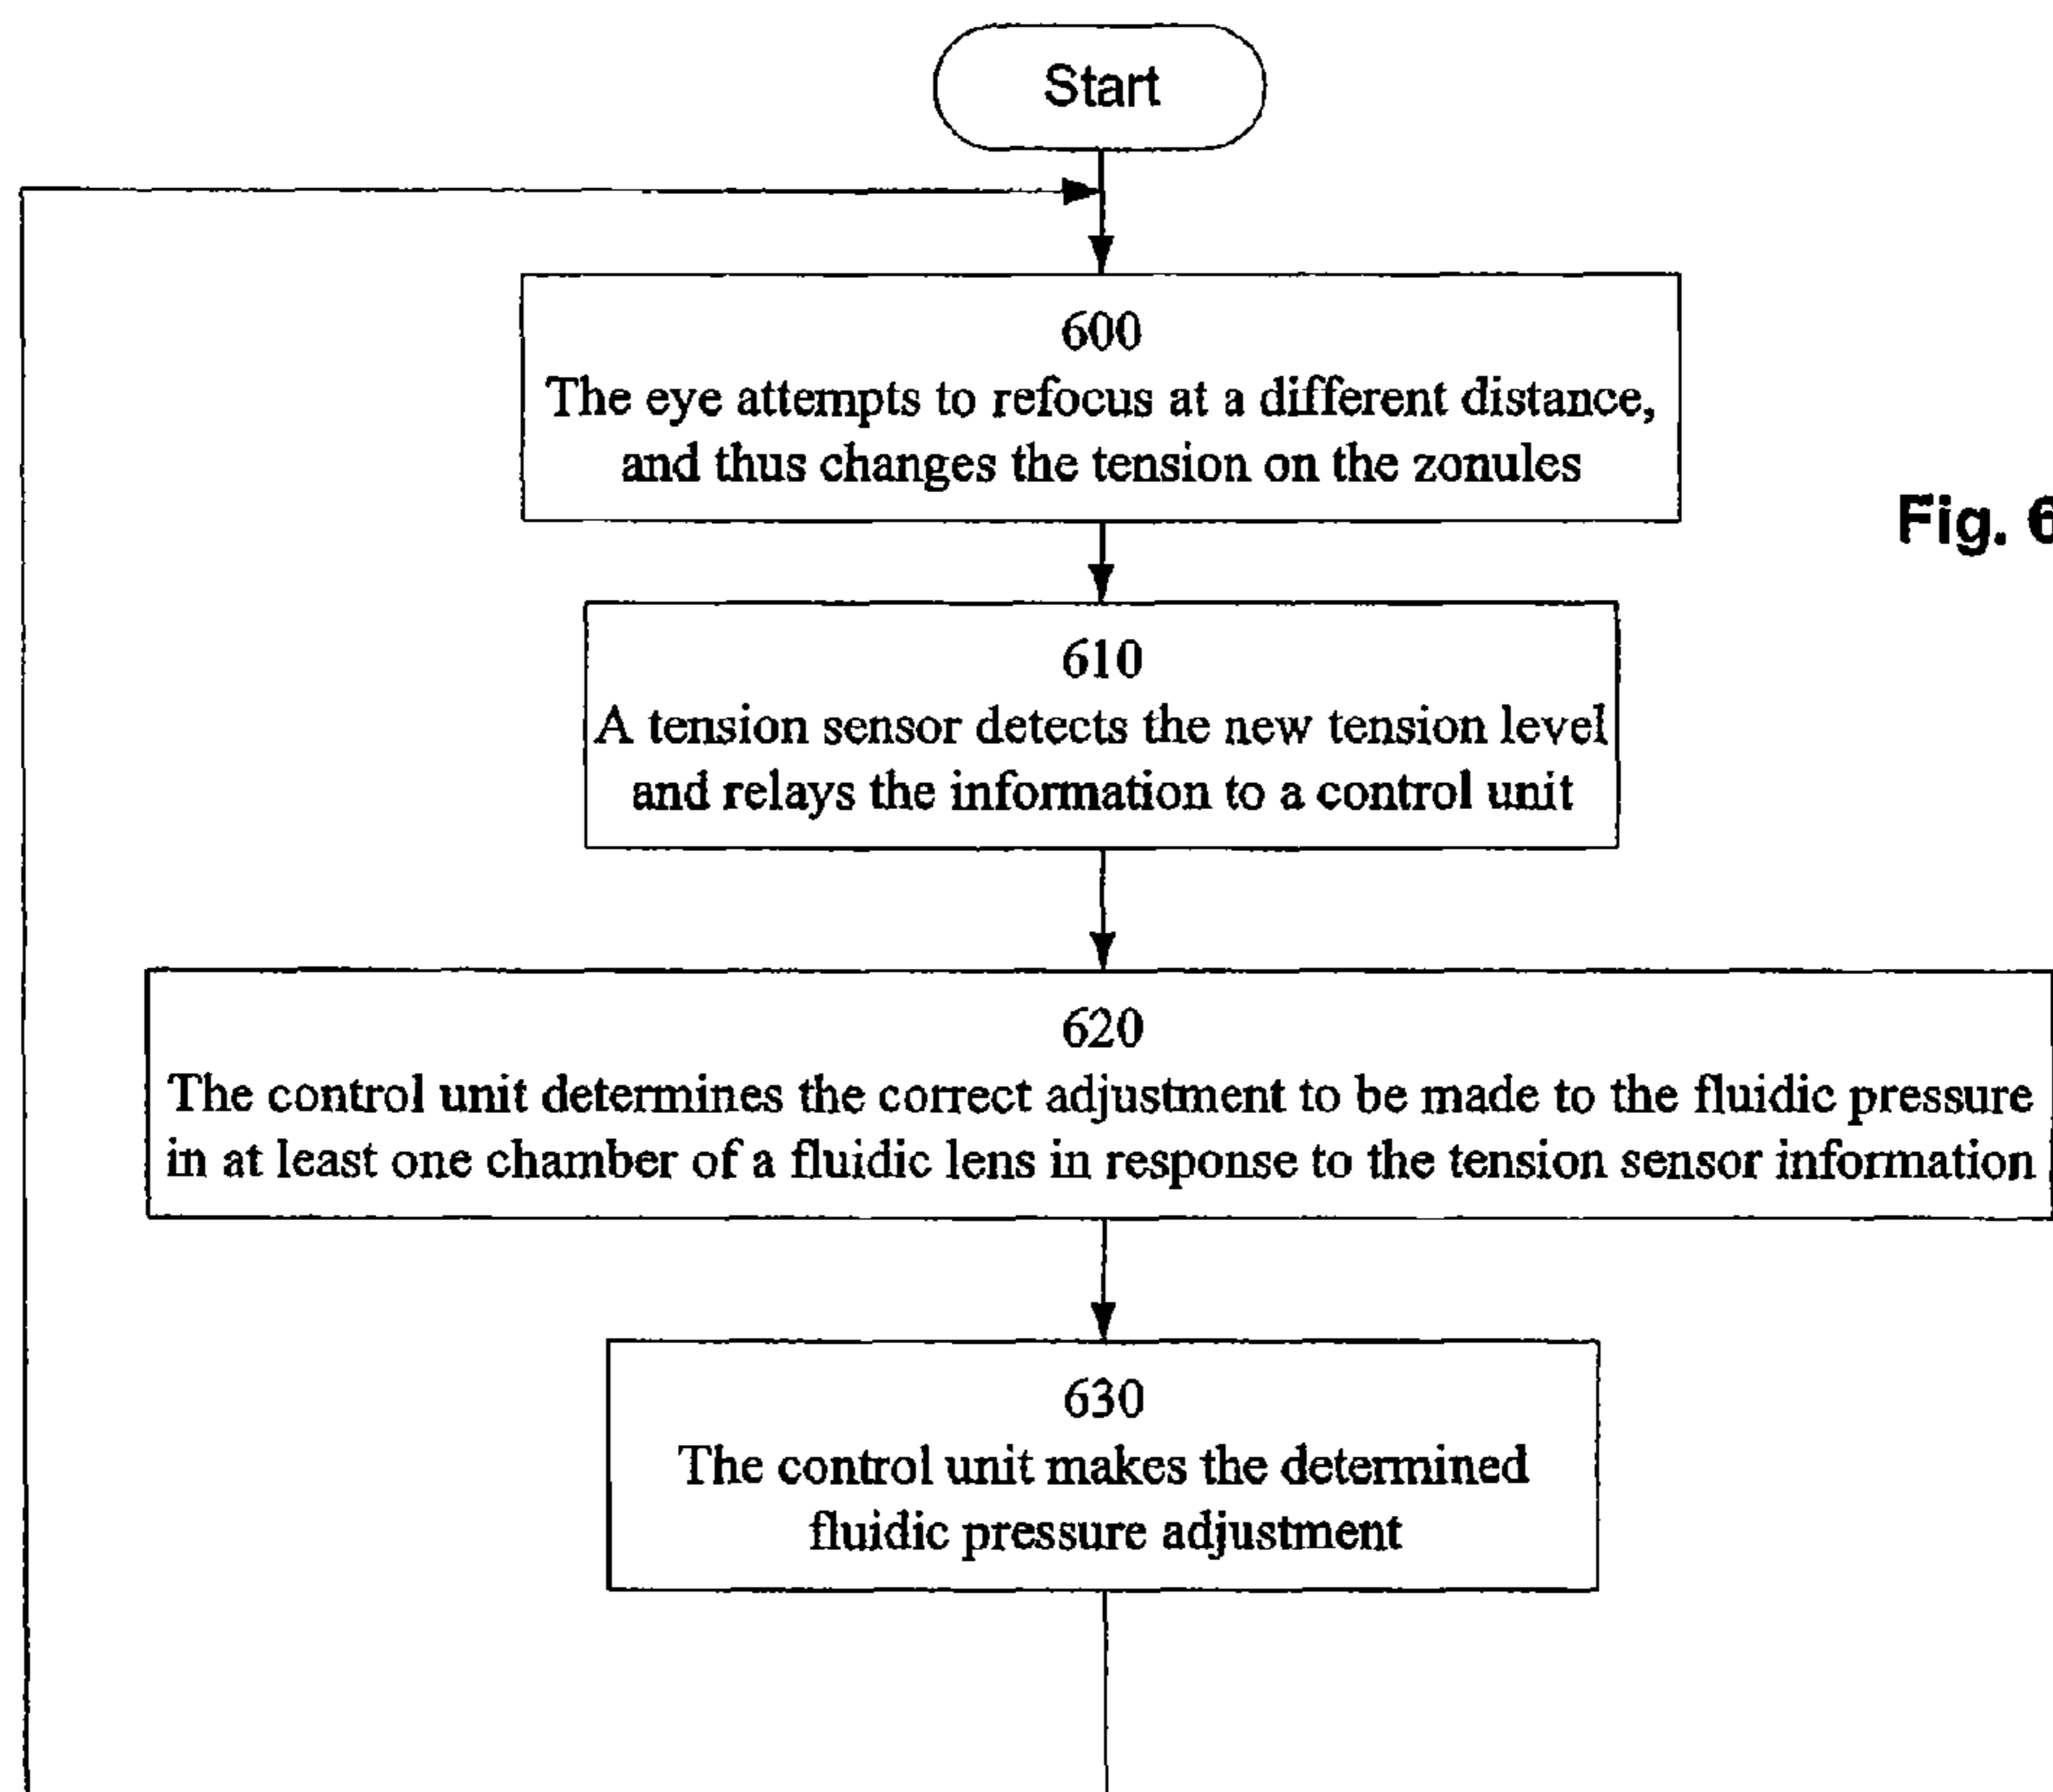 Start
600
The eye attempts to refocus at a different distance,
and thus changes the tension on the zonules
Fig. 6
610
A tension sensor detects the new tension level
and relays the information to a control unit
620
The control unit determines the correct adjustment to be made to the fluidic pressure
in at least one chamber of a fluidic lens in response to the tension sensor information
630
The control unit makes the determined
fluidic pressure adjustment